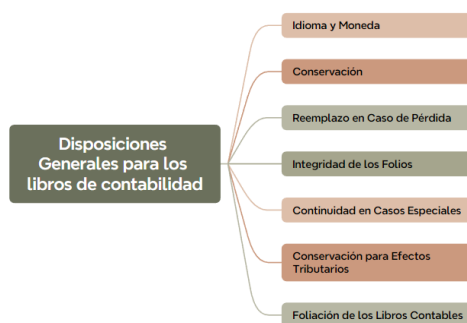 Disposiciones
Generales para los
libros de contabilidad
Idioma y Moneda
Conservación
Reemplazo en Caso de Pérdida
Integridad de los Folios
Continuidad en Casos Especiales
Conservación para Efectos
Tributarios
Foliación de los Libros Contables